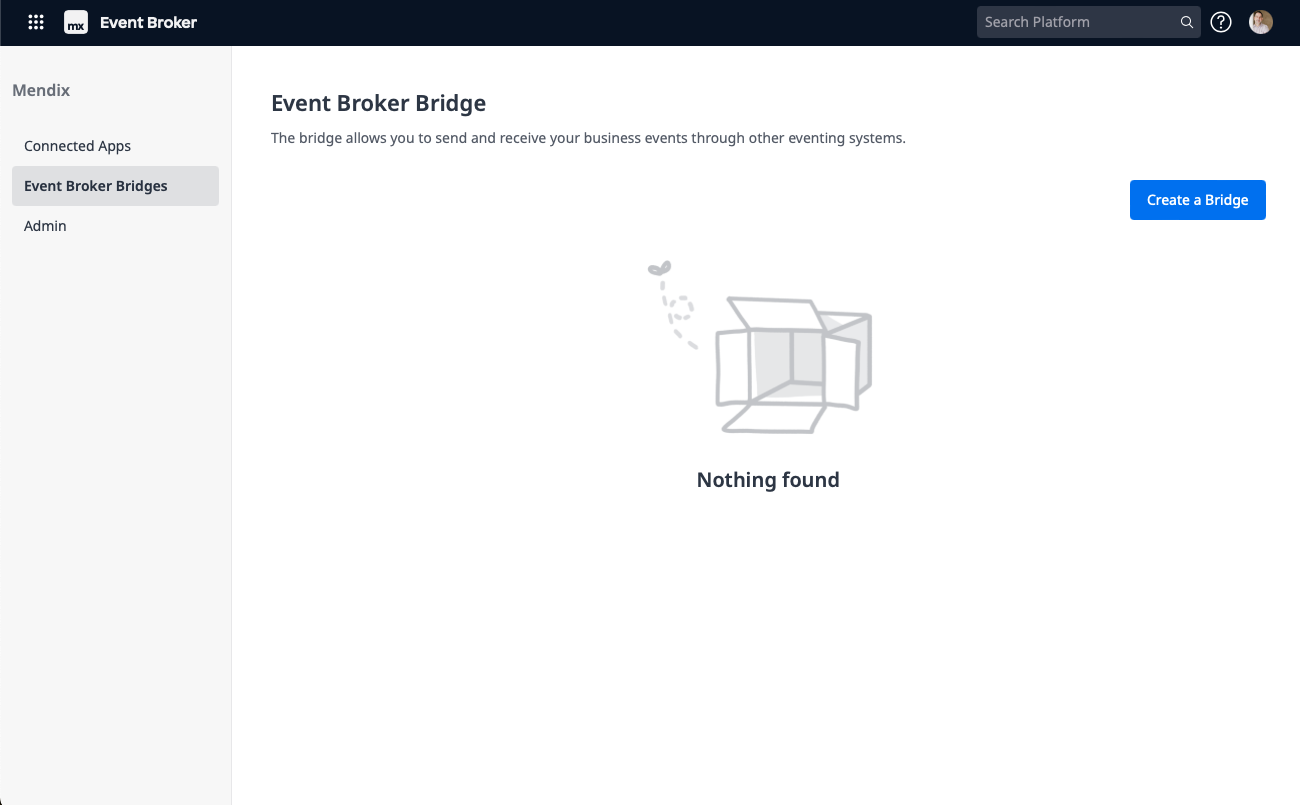 mx Event Broker
Search Platform
?
Mendix
Connected Apps
Event Broker Bridges
Admin
Event Broker Bridge
The bridge allows you to send and receive your business events through other eventing systems.
Create a Bridge
Nothing found